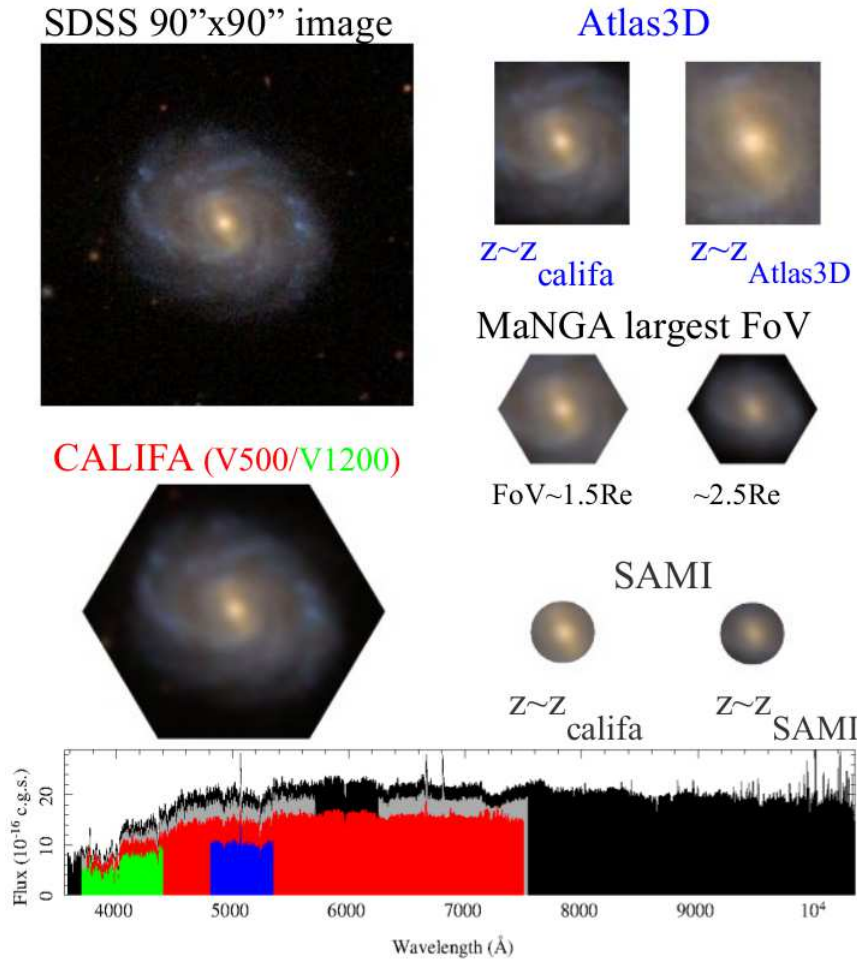 SDSS 90”x90” image
Atlas3D
z~z califa
z~z Atlas3D
MaNGA largest FoV
FoV~1.5Re
~2.5Re
CALIFA (V500/V1200)
SAMI
z~z califa
z~z SAMI
Flux (10⁻¹⁶ c.g.s.)
20
10
0
4000
5000
6000
7000
8000
9000
10⁴
Wavelength (Å)